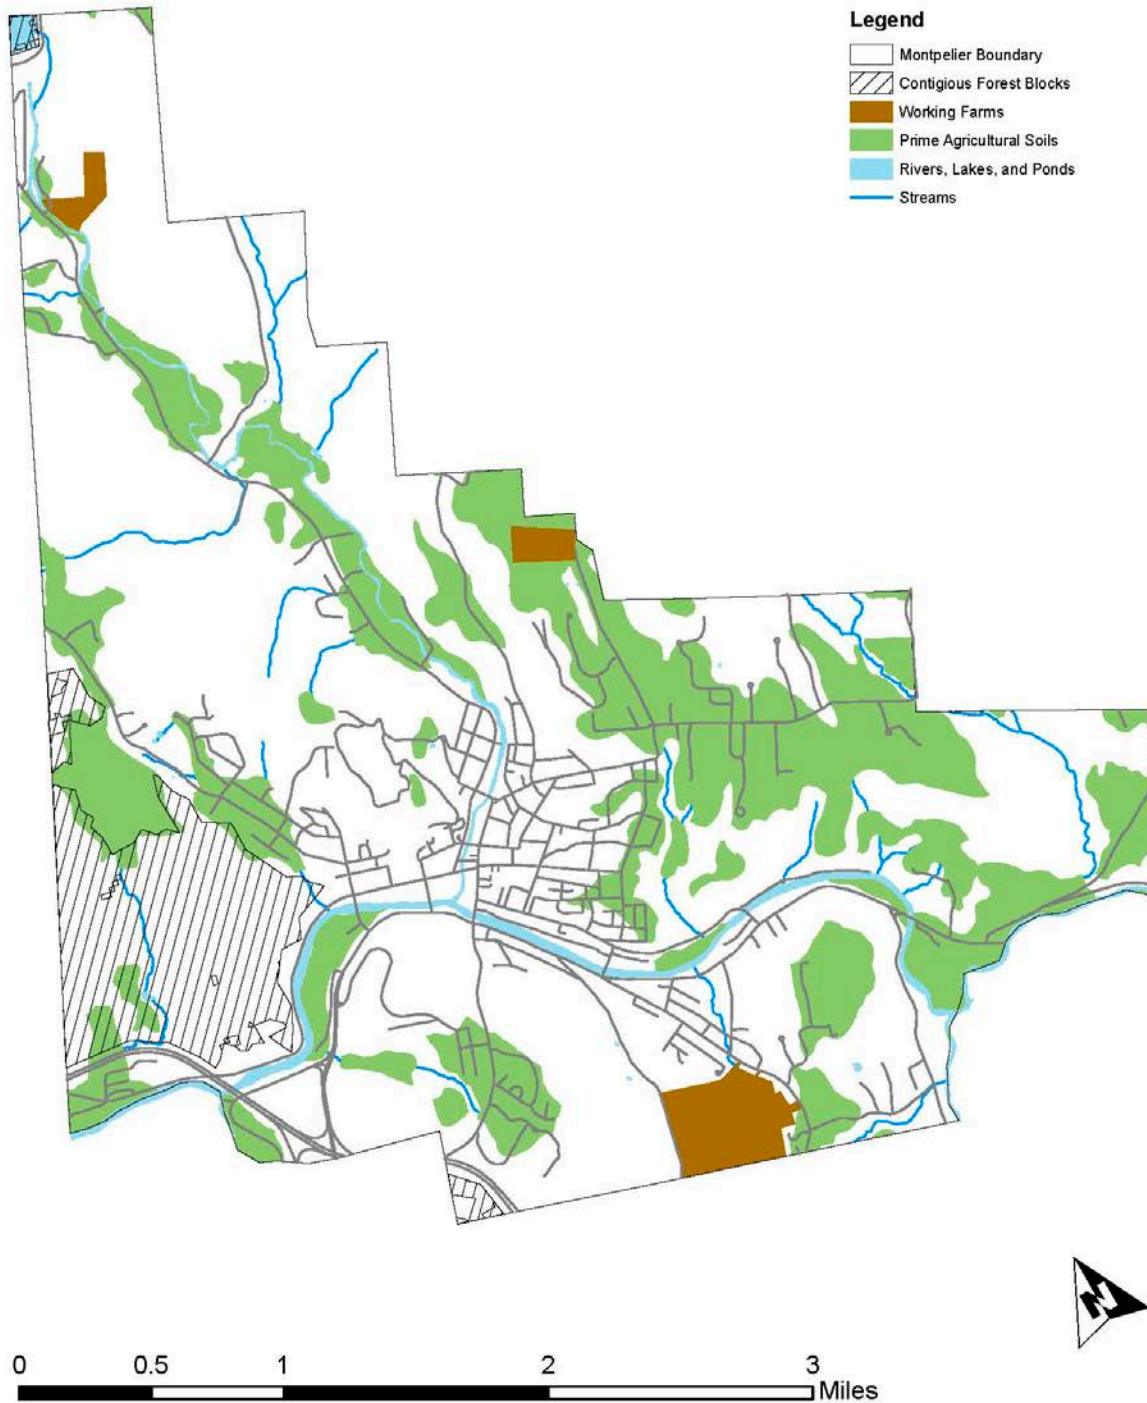 Legend
Montpelier Boundary
Contigious Forest Blocks
Working Farms
Prime Agricultural Soils
Rivers, Lakes, and Ponds
Streams
N
0 0.5 1 2 3
Miles